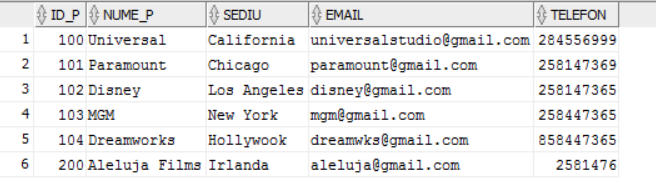 ID_P NUME_P SEDIU EMAIL TELEFON
1 100 Universal California universalstudio@gmail.com 284556999
2 101 Paramount Chicago paramount@gmail.com 258147369
3 102 Disney Los Angeles disney@gmail.com 258147365
4 103 MGM New York mgm@gmail.com 258447365
5 104 Dreamworks Hollywook dreamwks@gmail.com 858447365
6 200 Aleluja Films Irlanda aleluja@gmail.com 2581476